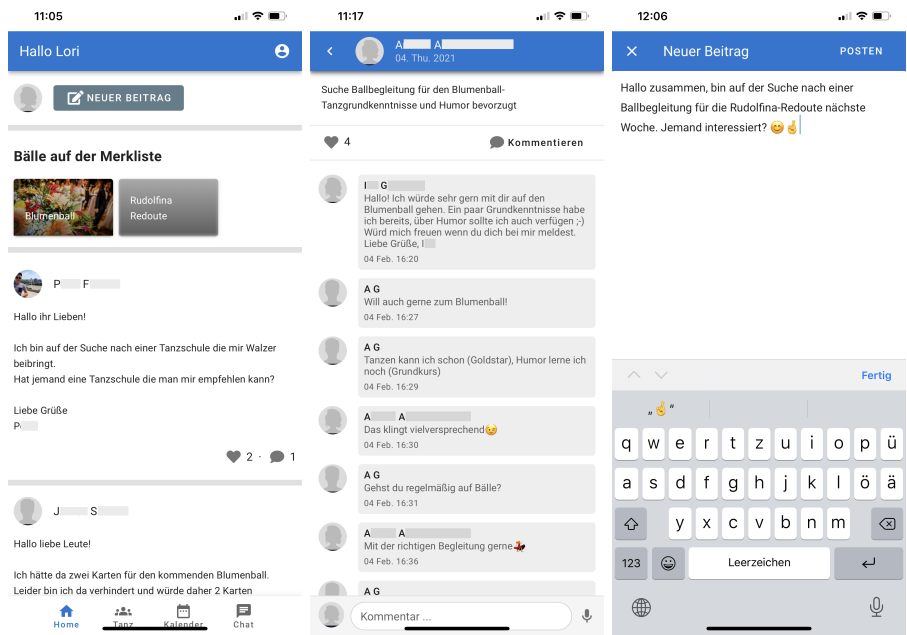 11:05
Hallo Lori
NEUER BEITRAG
Bälle auf der Merkliste
Blumenball
Rudolfina
Redoute
P F
Hallo ihr Lieben!
Ich bin auf der Suche nach einer Tanzschule die mir Walzer
beibringt.
Hat jemand eine Tanzschule die man mir empfehlen kann?
Liebe Grüße
P
2 · 1
J S
Hallo liebe Leute!
Ich hätte da zwei Karten für den kommenden Blumenball.
Leider bin ich da verhindert und würde daher 2 Karten
Home Tanz Kalender Chat
11:17
A A
04. Thu. 2021
Suche Ballbegleitung für den Blumenball-
Tanzgrundkenntnisse und Humor bevorzugt
4 Kommentieren
I G
Hallo! Ich würde sehr gern mit dir auf den
Blumenball gehen. Ein paar Grundkenntnisse habe
ich bereits, über Humor sollte ich auch verfügen ;-)
Würd mich freuen wenn du dich bei mir meldest.
Liebe Grüße, I
04 Feb. 16:20
A G
Will auch gerne zum Blumenball!
04 Feb. 16:27
A G
Tanzen kann ich schon (Goldstar), Humor lerne ich
noch (Grundkurs)
04 Feb. 16:29
A A
Das klingt vielversprechend😉
04 Feb. 16:30
A G
Gehst du regelmäßig auf Bälle?
04 Feb. 16:31
A A
Mit der richtigen Begleitung gerne💃
04 Feb. 16:36
A G
Kommentar ...
12:06
Neuer Beitrag POSTEN
Hallo zusammen, bin auf der Suche nach einer
Ballbegleitung für die Rudolfina-Redoute nächste
Woche. Jemand interessiert? 😊🤞
Fertig
„🤞“
q w e r t z u i o p ü
a s d f g h j k l ö ä
y x c v b n m
123 Leerzeichen